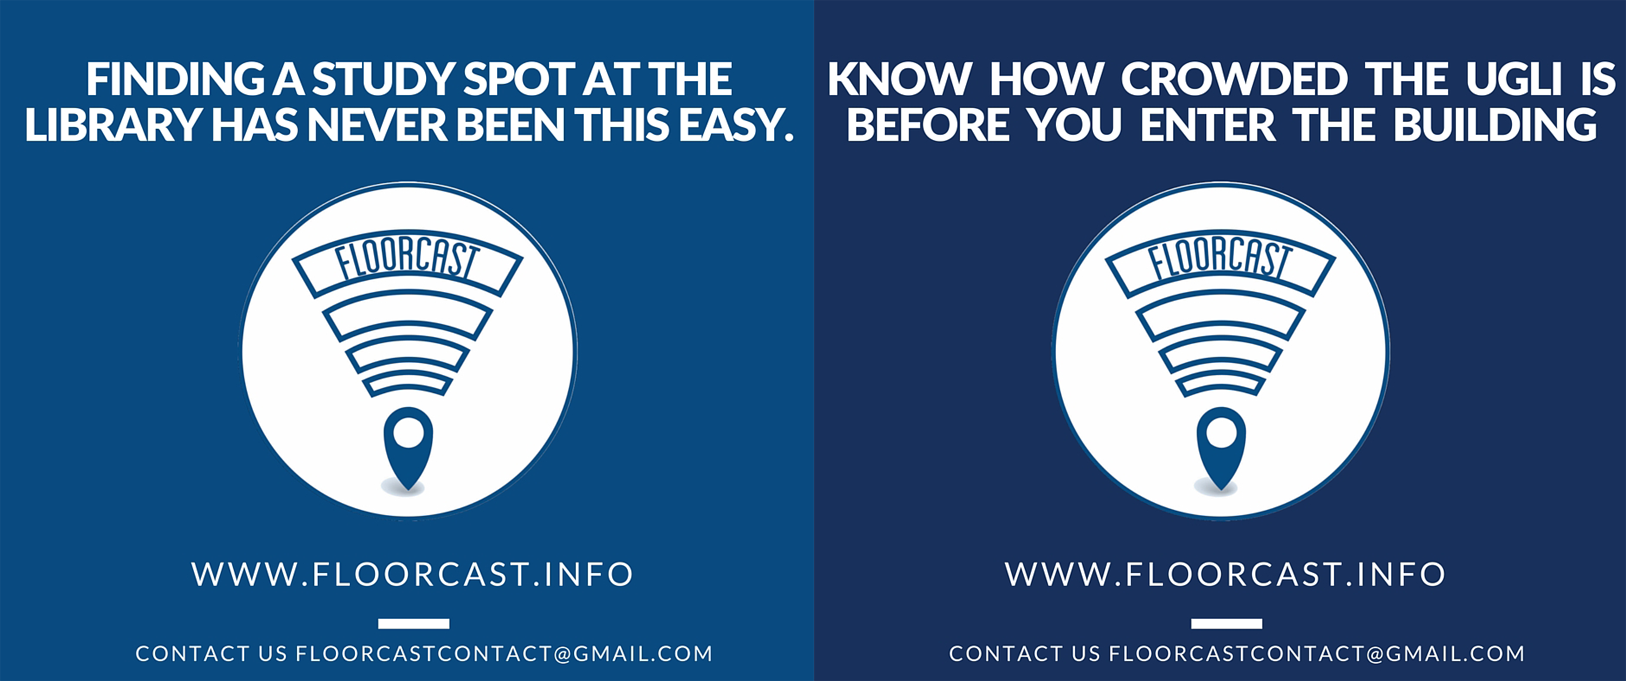 FINDING A STUDY SPOT AT THE
LIBRARY HAS NEVER BEEN THIS EASY.
FLOORCAST
WWW.FLOORCAST.INFO
CONTACT US FLOORCASTCONTACT@GMAIL.COM
KNOW HOW CROWDED THE UGLI IS
BEFORE YOU ENTER THE BUILDING
FLOORCAST
WWW.FLOORCAST.INFO
CONTACT US FLOORCASTCONTACT@GMAIL.COM